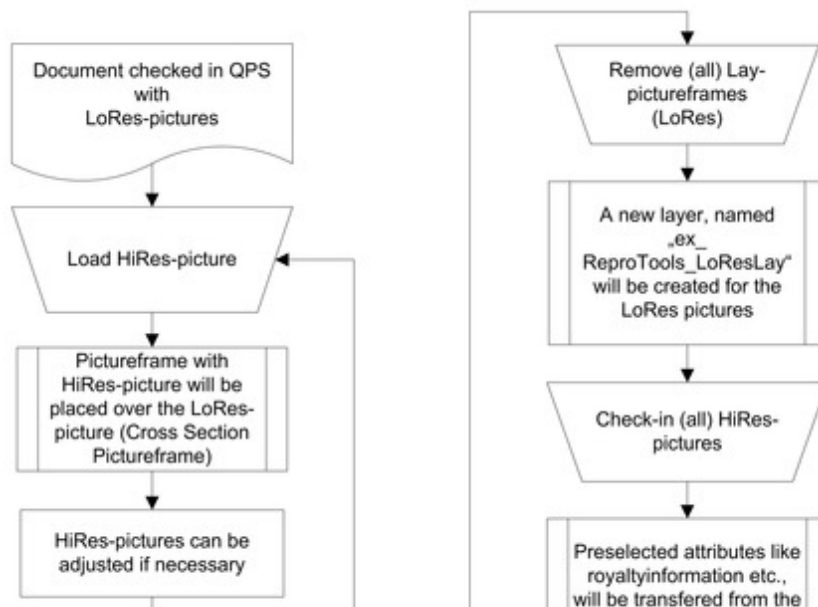 Document checked in QPS
with
LoRes-pictures
Load HiRes-picture
Pictureframe with
HiRes-picture will be
placed over the LoRes-
picture (Cross Section
Pictureframe)
HiRes-pictures can be
adjusted if necessary
Remove (all) Lay-
pictureframes
(LoRes)
A new layer, named
„ex_
ReproTools_LoResLay“
will be created for the
LoRes pictures
Check-in (all) HiRes-
pictures
Preselected attributes like
royaltyinformation etc.,
will be transfered from the